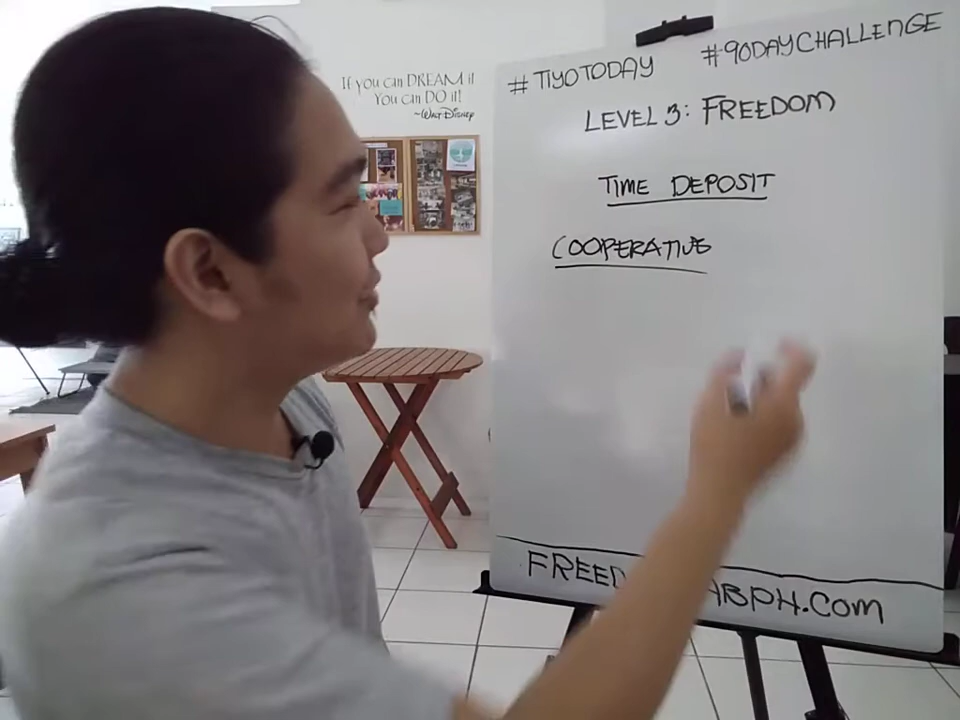 If you can DREAM it
You can DO it!
~WALT DISNEY
# TIYOTODAY
#90DAYCHALLENGE
LEVEL 3: FREEDOM
TIME DEPOSIT
COOPERATIVE